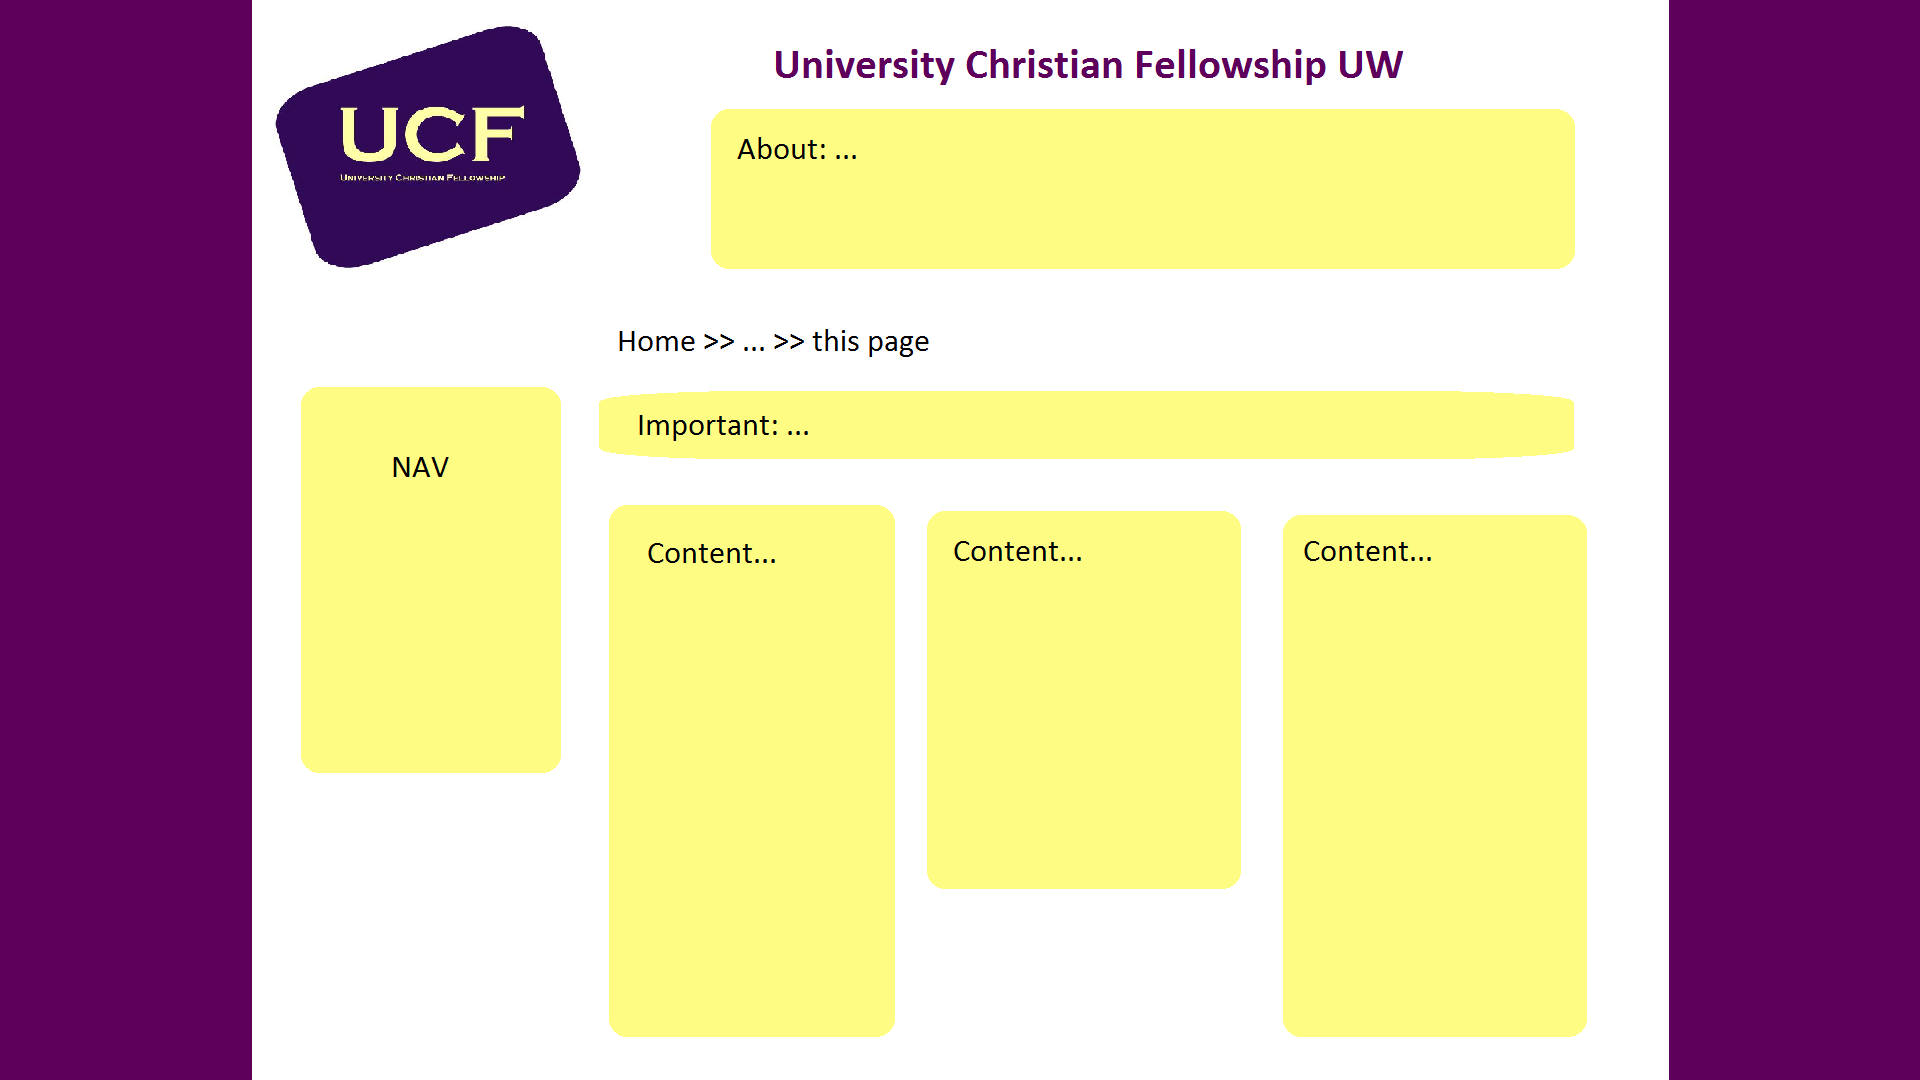 UCF
University Christian Fellowship
University Christian Fellowship UW
About: ...
Home >> ... >> this page
Important: ...
NAV
Content...
Content...
Content...